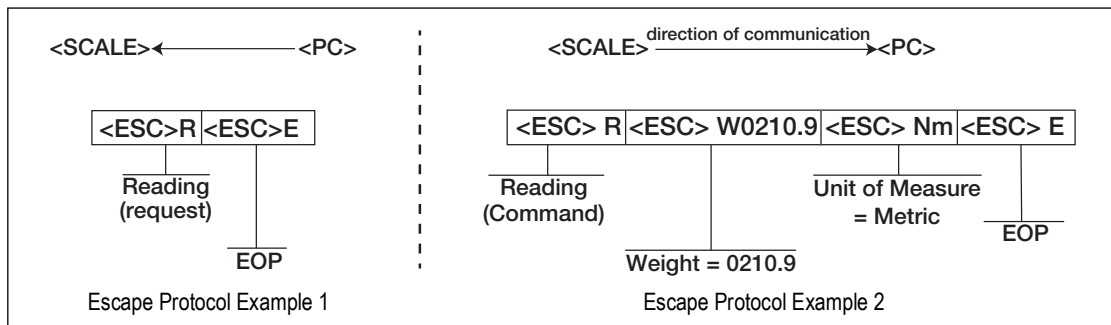 <SCALE> <PC>
<ESC>R <ESC>E
Reading
(request)
EOP
Escape Protocol Example 1
<SCALE> direction of communication <PC>
<ESC> R <ESC> W0210.9 <ESC> Nm <ESC> E
Reading
(Command)
Unit of Measure
= Metric
EOP
Weight = 0210.9
Escape Protocol Example 2